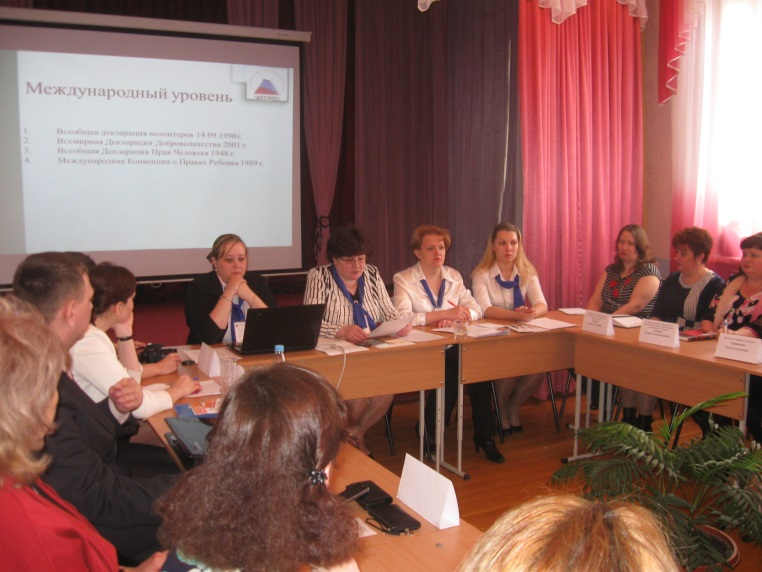 Международный уровень
1. Всеобщая декларация волонтеров 14.09.1990 г.
2. Всемирная Декларация Добровольчества 2001 г.
3. Всеобщая Декларация Прав Человека 1948 г.
4. Международная Конвенция о Правах Ребенка 1989 г.